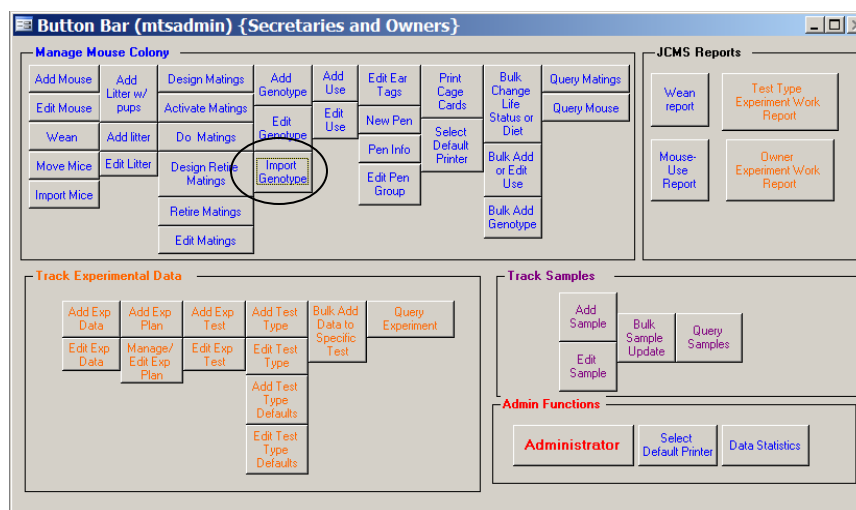 Button Bar (mtsadmin) {Secretaries and Owners}
Manage Mouse Colony
Add Mouse
Edit Mouse
Wean
Move Mice
Import Mice
Add
Litter w/
pups
Add litter
Edit Litter
Design Matings
Activate Matings
Do Matings
Design Retire
Matings
Retire Matings
Edit Matings
Add
Genotype
Edit
Genotype
Import
Genotype
Add
Use
Edit
Use
Edit Ear
Tags
New Pen
Pen Info
Edit Pen
Group
Print
Cage
Cards
Select
Default
Printer
Bulk
Change
Life
Status or
Diet
Bulk Add
or Edit
Use
Bulk Add
Genotype
Query Matings
Query Mouse
JCMS Reports
Wean
report
Mouse-
Use
Report
Test Type
Experiment Work
Report
Owner
Experiment Work
Report
Track Experimental Data
Add Exp
Data
Edit Exp
Data
Add Exp
Plan
Manage/
Edit Exp
Plan
Add Exp
Test
Edit Exp
Test
Add Test
Type
Edit Test
Type
Add Test
Type
Defaults
Edit Test
Type
Defaults
Bulk Add
Data to
Specific
Test
Query
Experiment
Track Samples
Add
Sample
Edit
Sample
Bulk
Sample
Update
Query
Samples
Admin Functions
Administrator
Select
Default Printer
Data Statistics